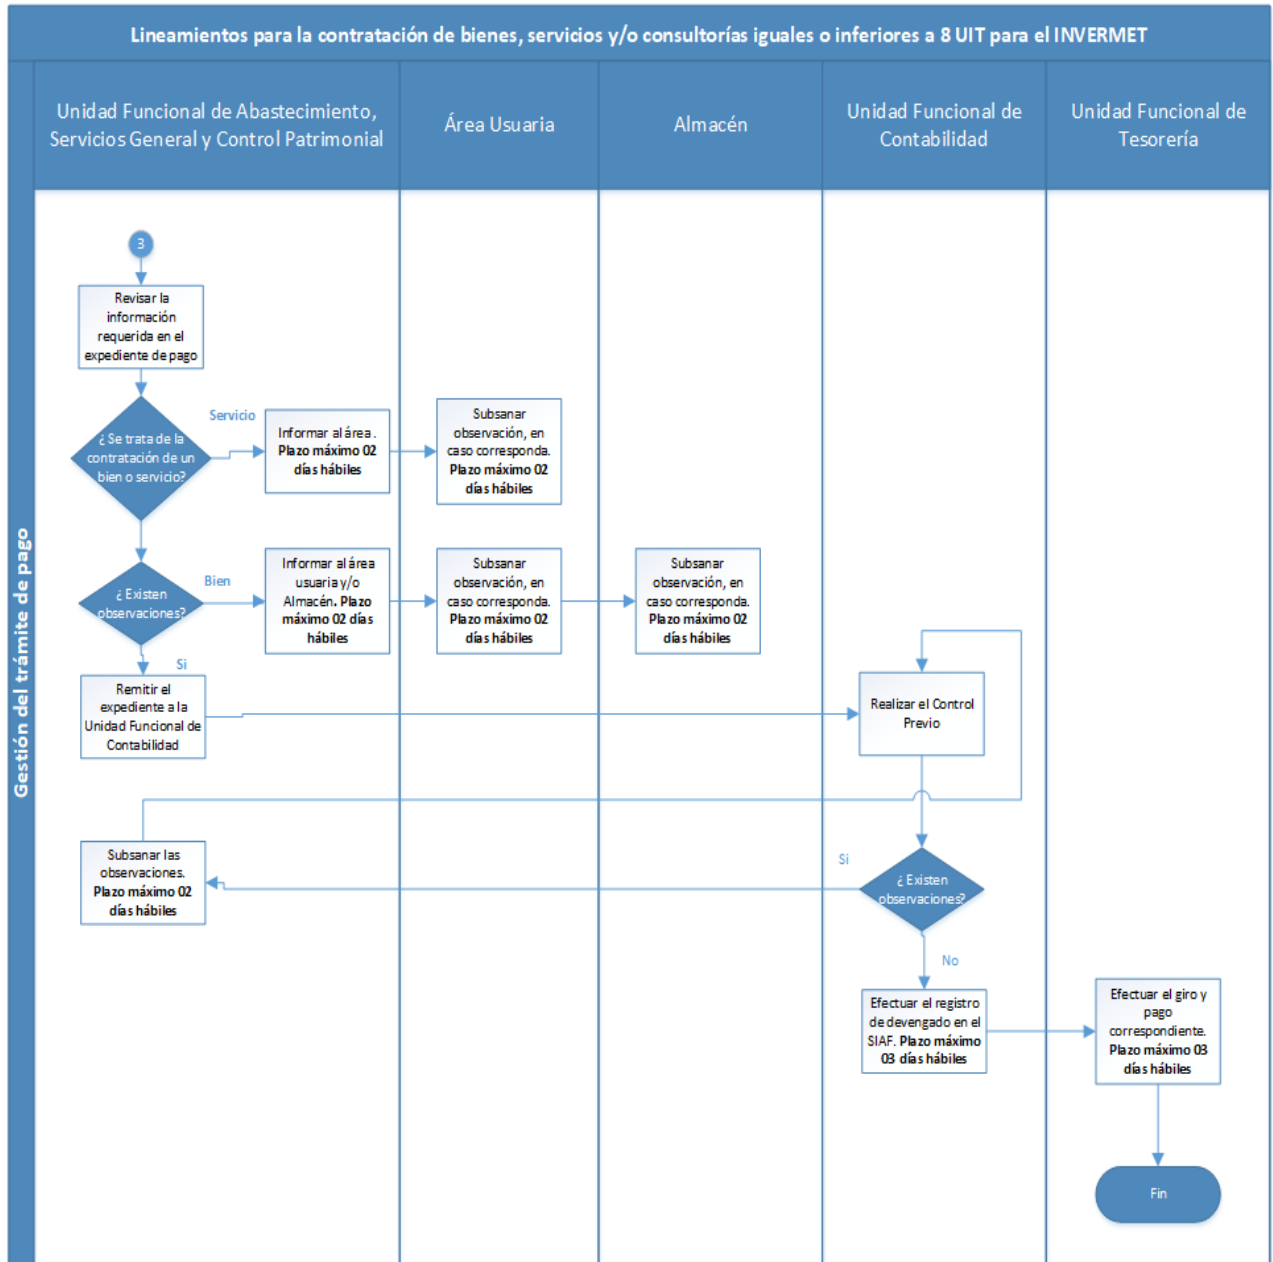 Lineamientos para la contratación de bienes, servicios y/o consultorías iguales o inferiores a 8 UIT para el INVERMET
Unidad Funcional de Abastecimiento,
Servicios General y Control Patrimonial
Área Usuaria
Almacén
Unidad Funcional de
Contabilidad
Unidad Funcional de
Tesorería
Gestión del trámite de pago
3
Revisar la
información
requerida en el
expediente de pago
¿ Se trata de la
contratación de un
bien o servicio?
Servicio
Informar al área .
Plazo máximo 02
días hábiles
Subsanar
observación, en
caso corresponda.
Plazo máximo 02
días hábiles
¿ Existen
observaciones?
Bien
Informar al área
usuaria y/o
Almacén. Plazo
máximo 02 días
hábiles
Subsanar
observación, en
caso corresponda.
Plazo máximo 02
días hábiles
Subsanar
observación, en
caso corresponda.
Plazo máximo 02
días hábiles
Si
Remitir el
expediente a la
Unidad Funcional de
Contabilidad
Realizar el Control
Previo
Subsanar las
observaciones.
Plazo máximo 02
días hábiles
Si
¿ Existen
observaciones?
No
Efectuar el registro
de devengado en el
SIAF. Plazo máximo
03 días hábiles
Efectuar el giro y
pago
correspondiente.
Plazo máximo 03
días hábiles
Fin